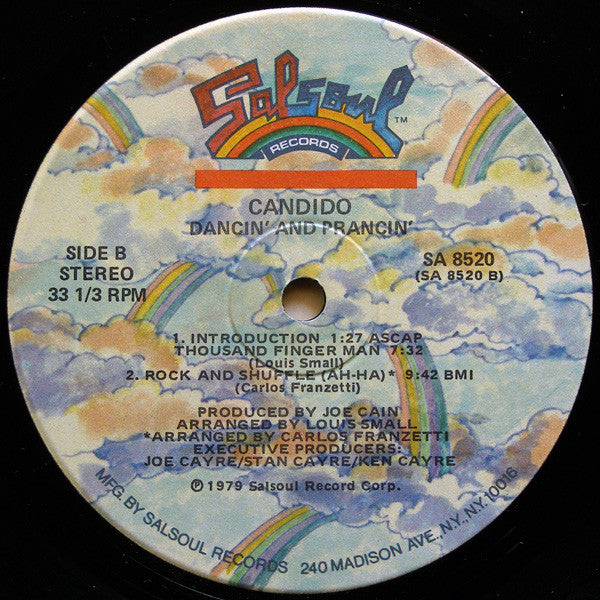 Salsoul
TM
RECORDS
CANDIDO
DANCIN' AND PRANCIN'
SIDE B
STEREO
33 1/3 RPM
SA 8520
(SA 8520 B)
1. INTRODUCTION 1:27 ASCAP
THOUSAND FINGER MAN 7:32
(Louis Small)
2. ROCK AND SHUFFLE (AH-HA)* 9:42 BMI
(Carlos Franzetti)
PRODUCED BY JOE CAIN
ARRANGED BY LOUIS SMALL
*ARRANGED BY CARLOS FRANZETTI
EXECUTIVE PRODUCERS:
JOE CAYRE/STAN CAYRE/KEN CAYRE
℗ 1979 Salsoul Record Corp.
MFG. BY SALSOUL RECORDS 240 MADISON AVE., N.Y., N.Y. 10016